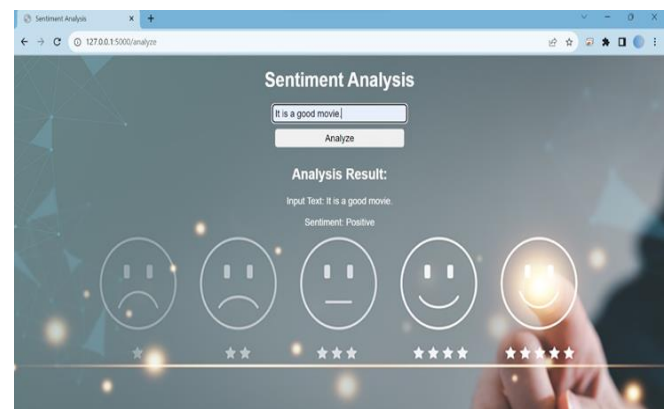 Sentiment Analysis
127.0.0.1:5000/analyze
Sentiment Analysis
It is a good movie.
Analyze
Analysis Result:
Input Text: It is a good movie.
Sentiment: Positive